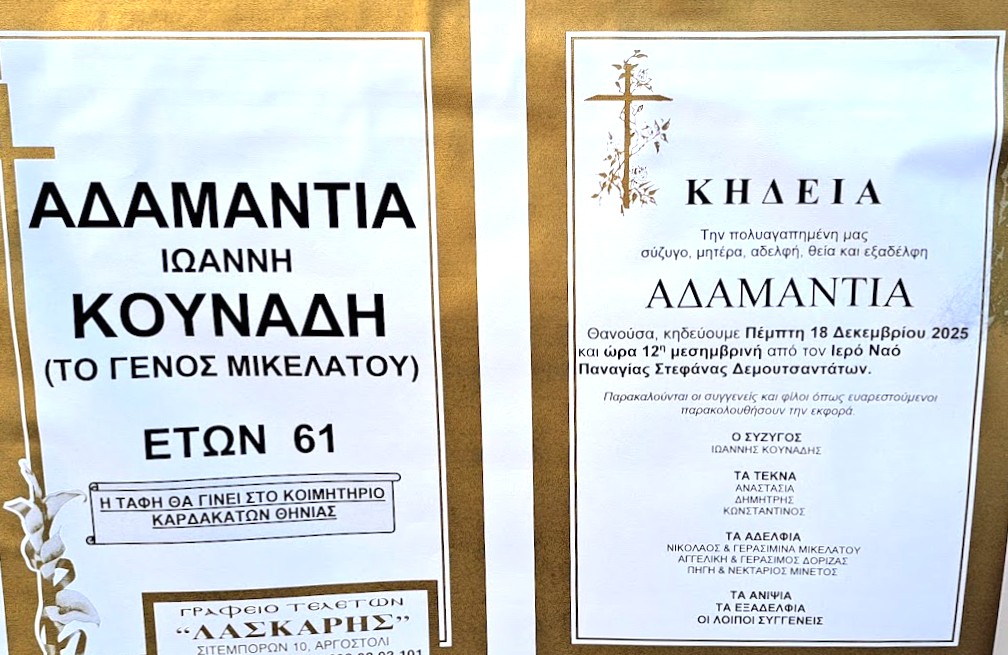 ΑΔΑΜΑΝΤΙΑ
ΙΩΑΝΝΗ
ΚΟΥΝΑΔΗ
(ΤΟ ΓΕΝΟΣ ΜΙΚΕΛΑΤΟΥ)
ΕΤΩΝ 61
Η ΤΑΦΗ ΘΑ ΓΙΝΕΙ ΣΤΟ ΚΟΙΜΗΤΗΡΙΟ
ΚΑΡΔΑΚΑΤΩΝ ΘΗΝΙΑΣ
ΓΡΑΦΕΙΟ ΤΕΛΕΤΩΝ
“ΛΑΣΚΑΡΗΣ”
ΣΙΤΕΜΠΟΡΩΝ 10, ΑΡΓΟΣΤΟΛΙ
ΚΗΔΕΙΑ
Την πολυαγαπημένη μας
σύζυγο, μητέρα, αδελφή, θεία και εξαδέλφη
ΑΔΑΜΑΝΤΙΑ
Θανούσα, κηδεύουμε Πέμπτη 18 Δεκεμβρίου 2025
και ώρα 12η μεσημβρινή από τον Ιερό Ναό
Παναγίας Στεφάνας Δεμουτσαντάτων.
Παρακαλούνται οι συγγενείς και φίλοι όπως ευαρεστούμενοι
παρακολουθήσουν την εκφορά.
Ο ΣΥΖΥΓΟΣ
ΙΩΑΝΝΗΣ ΚΟΥΝΑΔΗΣ
ΤΑ ΤΕΚΝΑ
ΑΝΑΣΤΑΣΙΑ
ΔΗΜΗΤΡΗΣ
ΚΩΝΣΤΑΝΤΙΝΟΣ
ΤΑ ΑΔΕΛΦΙΑ
ΝΙΚΟΛΑΟΣ & ΓΕΡΑΣΙΜΙΝΑ ΜΙΚΕΛΑΤΟΥ
ΑΓΓΕΛΙΚΗ & ΓΕΡΑΣΙΜΟΣ ΔΟΡΙΖΑΣ
ΠΗΓΗ & ΝΕΚΤΑΡΙΟΣ ΜΙΝΕΤΟΣ
ΤΑ ΑΝΙΨΙΑ
ΤΑ ΕΞΑΔΕΛΦΙΑ
ΟΙ ΛΟΙΠΟΙ ΣΥΓΓΕΝΕΙΣ